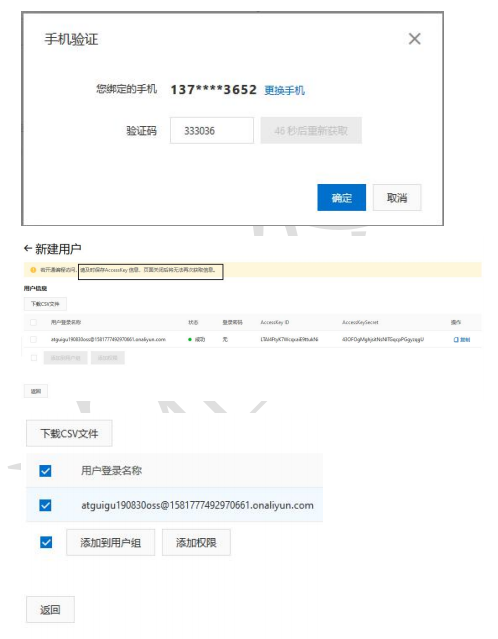 手机验证
您绑定的手机 137****3652 更换手机
验证码 333036 46 秒后重新获取
确定 取消
←新建用户
已开通编程访问，请及时保存AccessKey 信息，页面关闭后将无法再次获取信息。
用户信息
下载CSV文件
用户登录名称 状态 登录密码 AccessKey ID AccessKeySecret 操作
atguigu190830oss@1581777492970661.onaliyun.com 成功 无 复制
添加到用户组 添加权限
返回
下载CSV文件
用户登录名称
atguigu190830oss@1581777492970661.onaliyun.com
添加到用户组 添加权限
返回